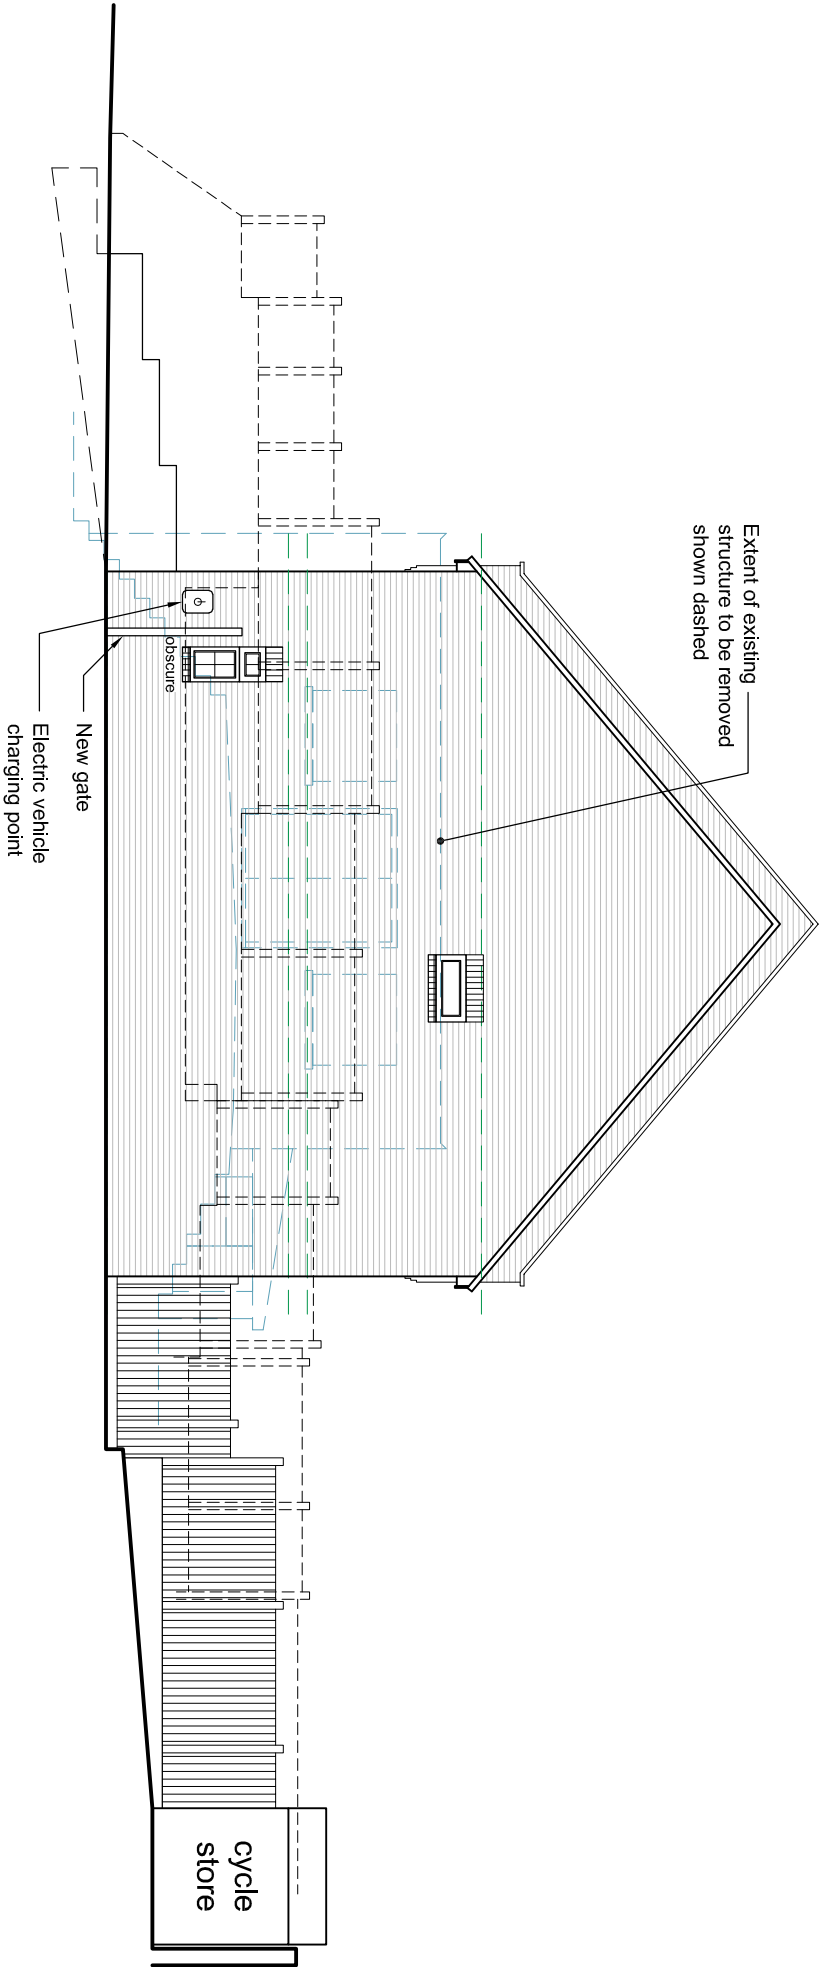 Extent of existing
structure to be removed
shown dashed
obscure
New gate
Electric vehicle
charging point
cycle
store